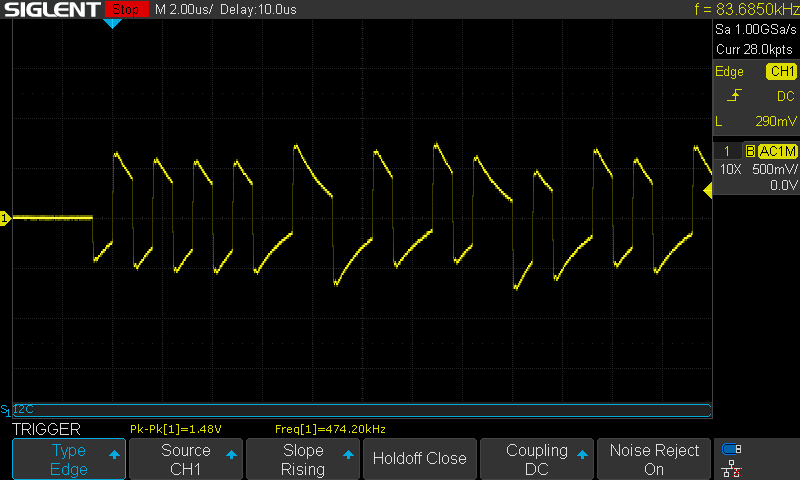 SIGLENT Stop M 2.00us/ Delay:10.0us f = 83.6850kHz
Sa 1.00GSa/s
Curr 28.0kpts
Edge CH1
DC
L 290mV
1 B AC1M
10X 500mV/
0.0V
1
S1 I2C
TRIGGER Pk-Pk[1]=1.48V Freq[1]=474.20kHz
Type Source Slope Holdoff Close Coupling Noise Reject
Edge CH1 Rising DC On